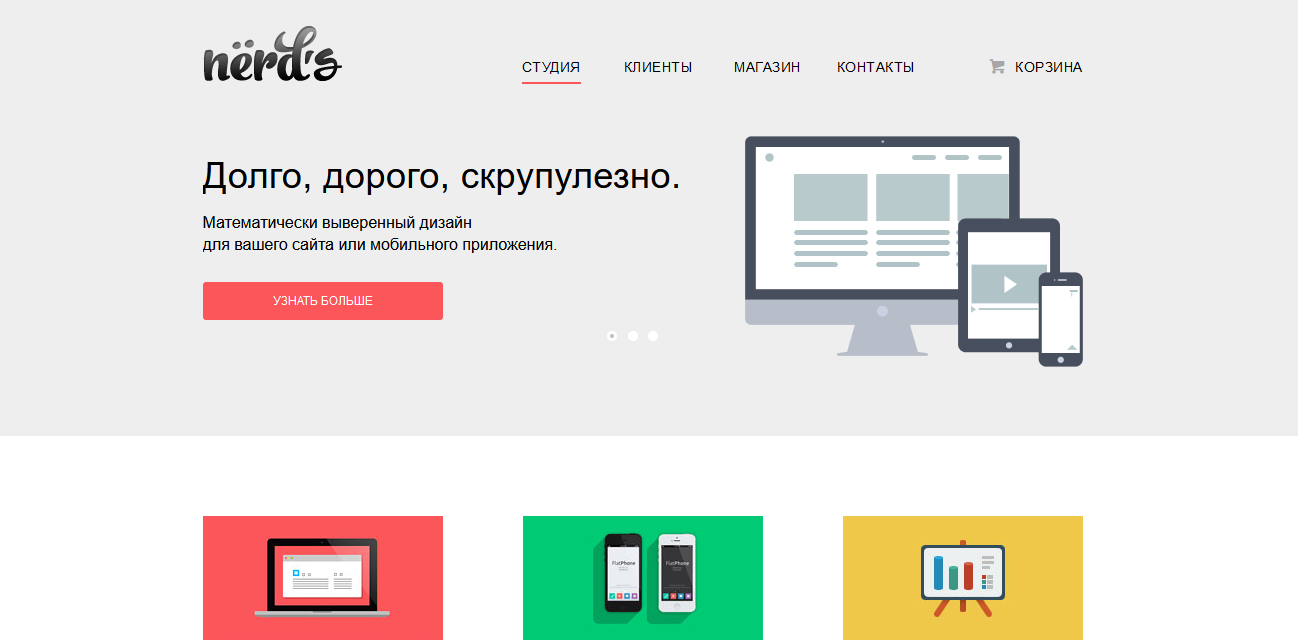 nërd's
СТУДИЯ КЛИЕНТЫ МАГАЗИН КОНТАКТЫ КОРЗИНА
Долго, дорого, скрупулезно.
Математически выверенный дизайн
для вашего сайта или мобильного приложения.
УЗНАТЬ БОЛЬШЕ
FlatPhone FlatPhone